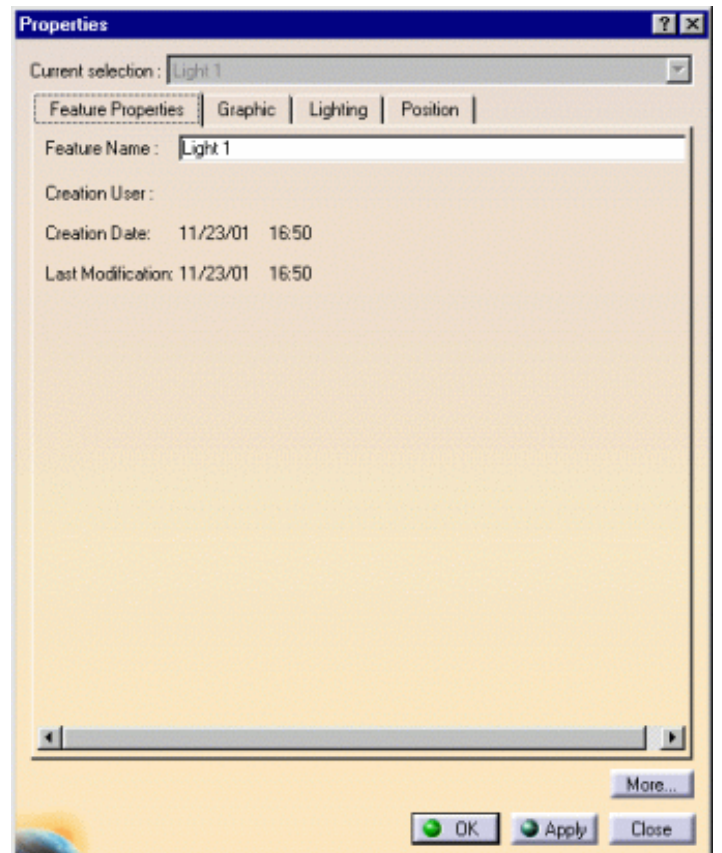 Properties
Current selection : Light 1
Feature Properties Graphic Lighting Position
Feature Name : Light 1
Creation User :
Creation Date: 11/23/01 16:50
Last Modification: 11/23/01 16:50
More...
OK Apply Close